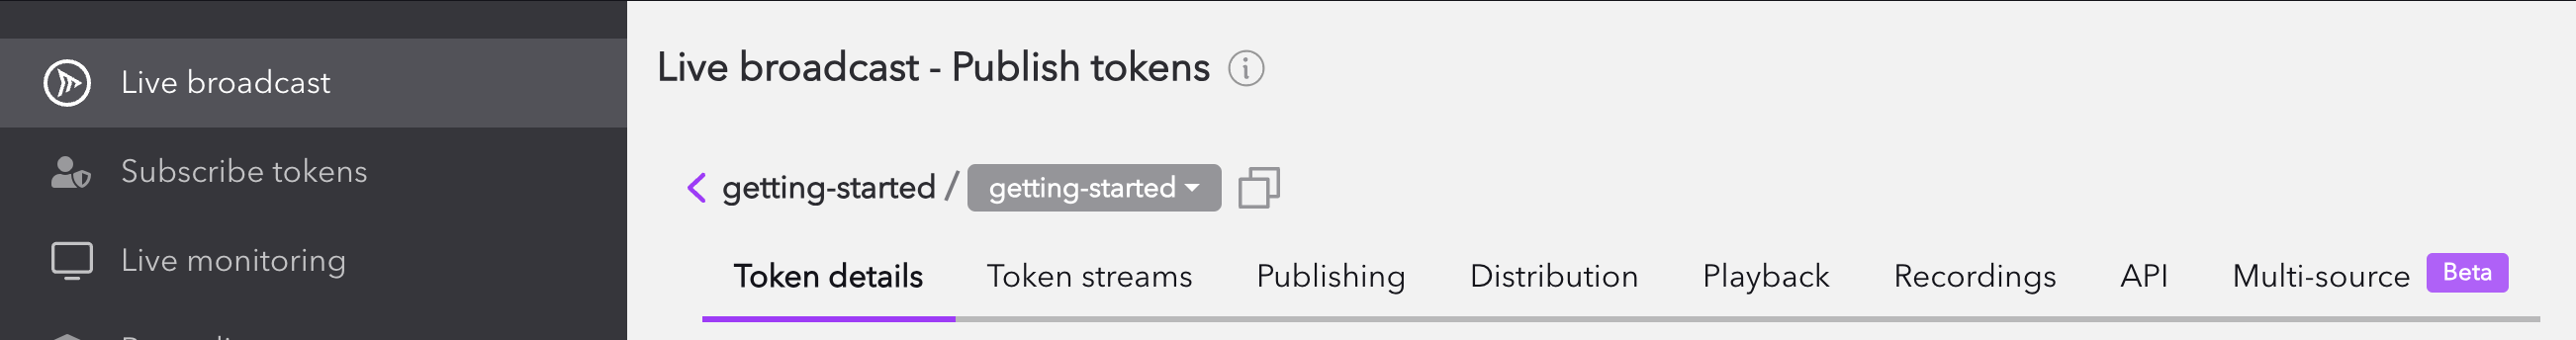 Live broadcast
Subscribe tokens
Live monitoring
Live broadcast - Publish tokens
getting-started / getting-started
Token details Token streams Publishing Distribution Playback Recordings API Multi-source Beta